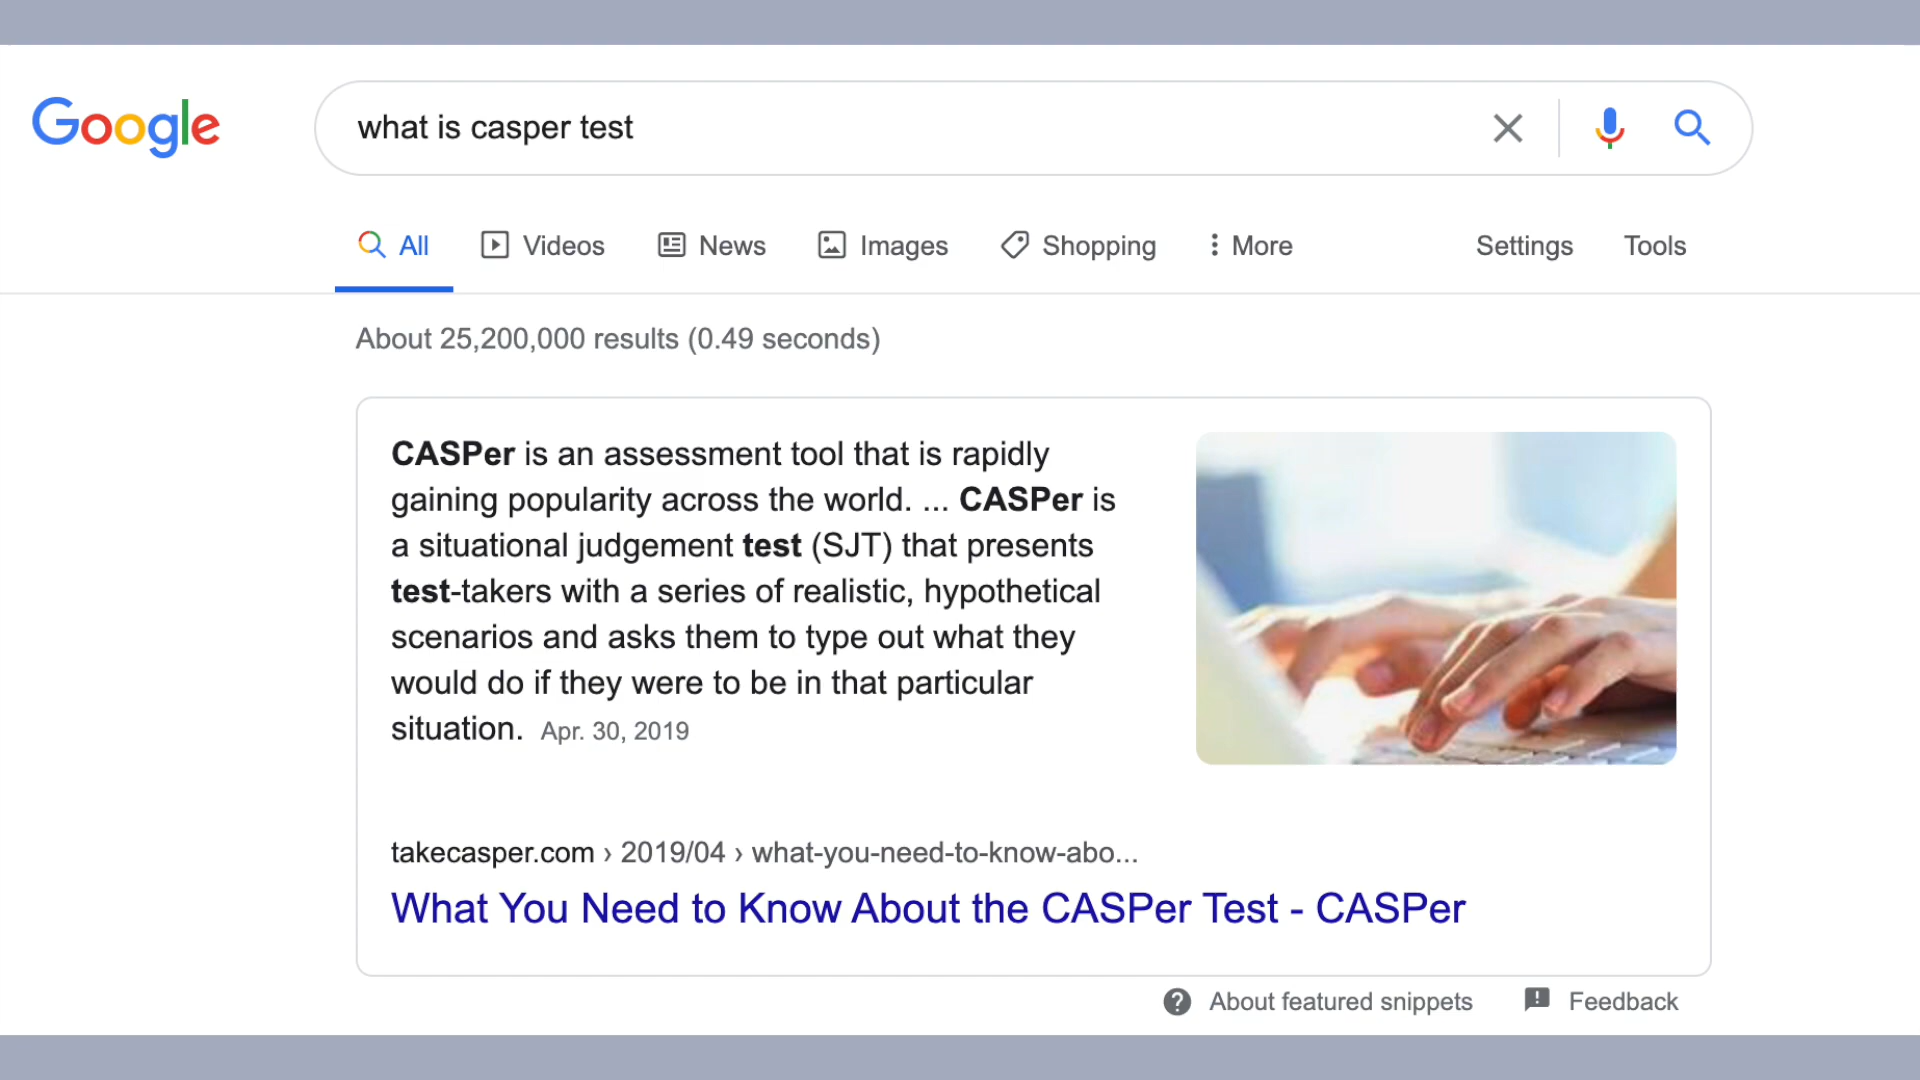 Google
what is casper test
All Videos News Images Shopping More Settings Tools
About 25,200,000 results (0.49 seconds)
CASPer is an assessment tool that is rapidly
gaining popularity across the world. ... CASPer is
a situational judgement test (SJT) that presents
test-takers with a series of realistic, hypothetical
scenarios and asks them to type out what they
would do if they were to be in that particular
situation. Apr. 30, 2019
takecasper.com › 2019/04 › what-you-need-to-know-abo...
What You Need to Know About the CASPer Test - CASPer
About featured snippets Feedback